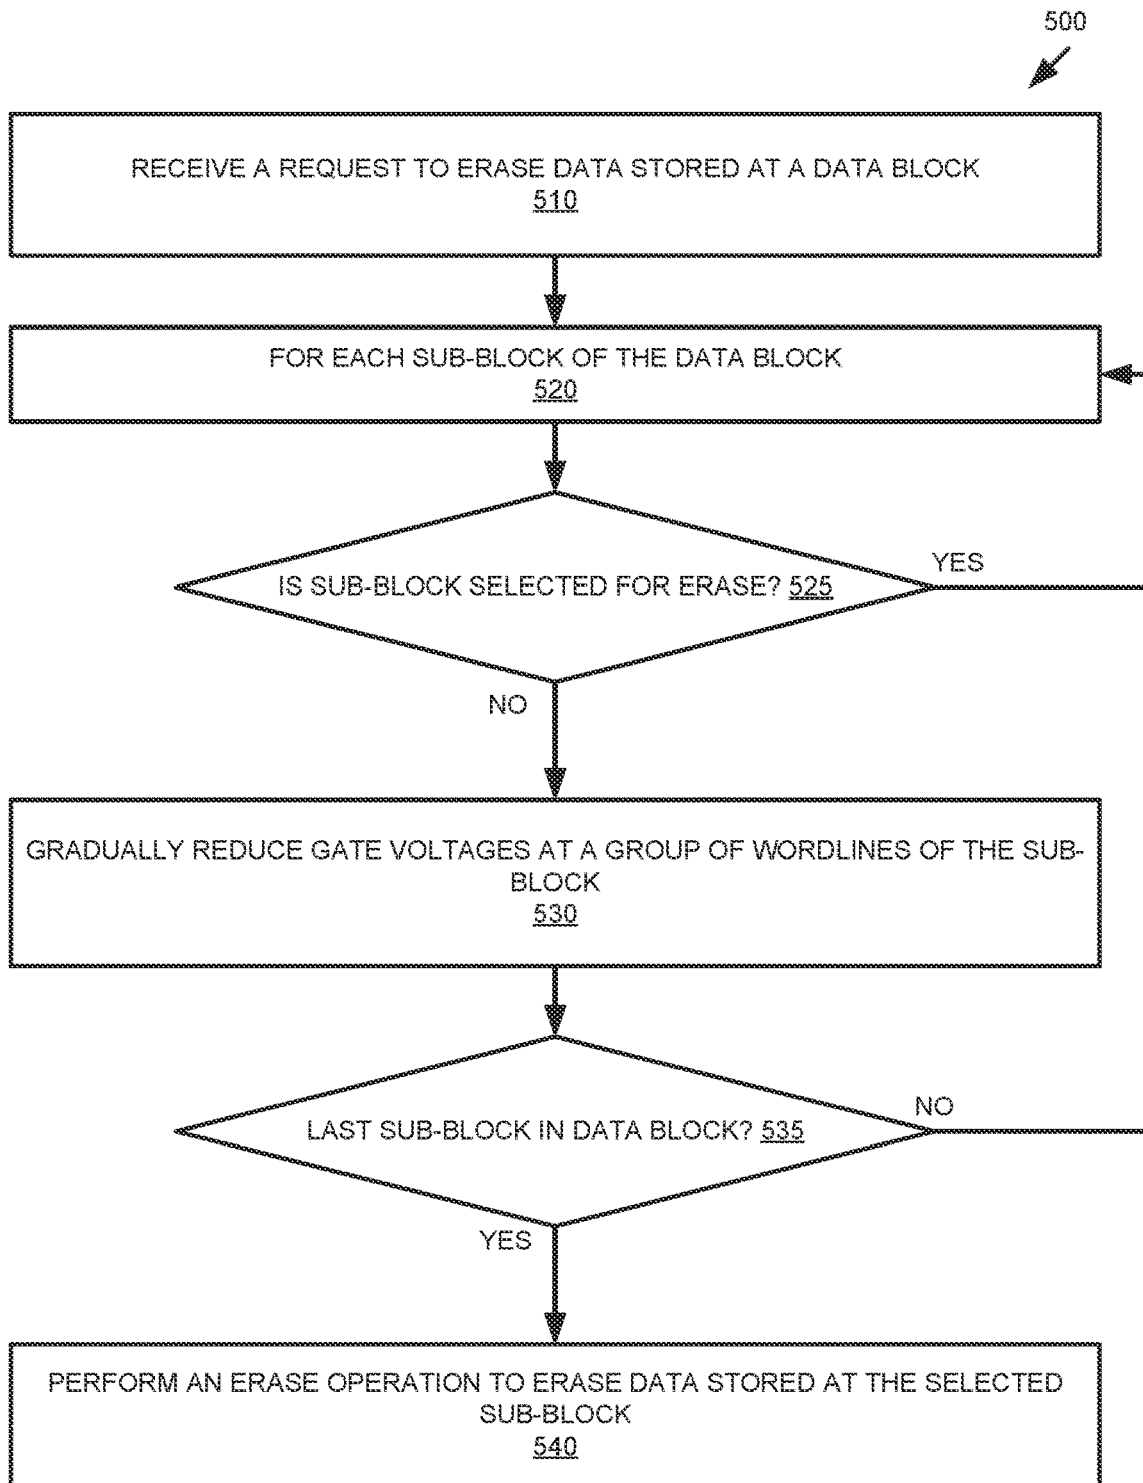 500
RECEIVE A REQUEST TO ERASE DATA STORED AT A DATA BLOCK
510
FOR EACH SUB-BLOCK OF THE DATA BLOCK
520
IS SUB-BLOCK SELECTED FOR ERASE? 525
YES
NO
GRADUALLY REDUCE GATE VOLTAGES AT A GROUP OF WORDLINES OF THE SUB-
BLOCK
530
LAST SUB-BLOCK IN DATA BLOCK? 535
NO
YES
PERFORM AN ERASE OPERATION TO ERASE DATA STORED AT THE SELECTED
SUB-BLOCK
540